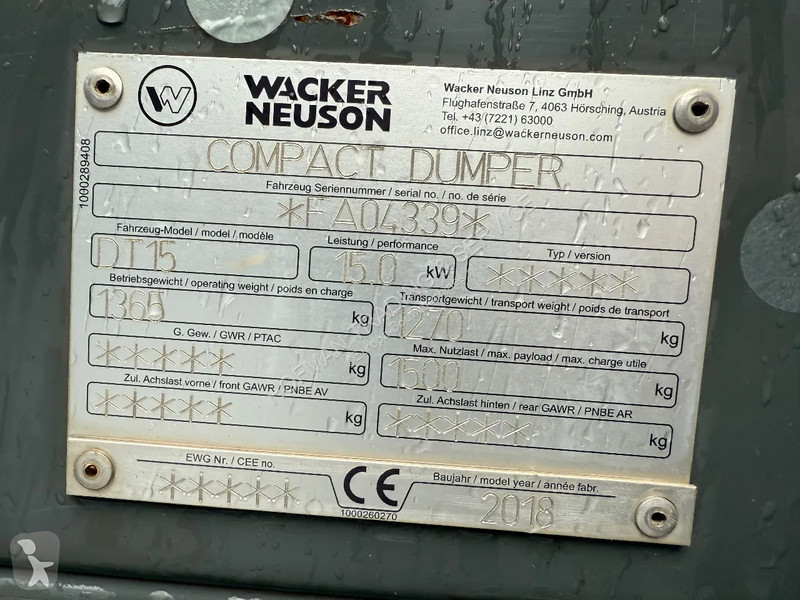 W
WACKER
NEUSON
Wacker Neuson Linz GmbH
Flughafenstraße 7, 4063 Hörsching, Austria
Tel. +43 (7221) 63000
office.linz@wackerneuson.com
1000289408
COMPACT DUMPER
Fahrzeug Seriennummer / serial no. / no. de série
*FA04339*
Fahrzeug-Model / model / modèle
DT15
Leistung / performance
15.0 kW
Typ / version
*****
Betriebsgewicht / operating weight / poids en charge
1365 kg
Transportgewicht / transport weight / poids de transport
1270 kg
G. Gew. / GWR / PTAC
***** kg
Max. Nutzlast / max. payload / max. charge utile
1500 kg
Zul. Achslast vorne / front GAWR / PNBE AV
***** kg
Zul. Achslast hinten / rear GAWR / PNBE AR
***** kg
EWG Nr. / CEE no.
*****
CE
1000260270
Baujahr / model year / année fabr.
2018